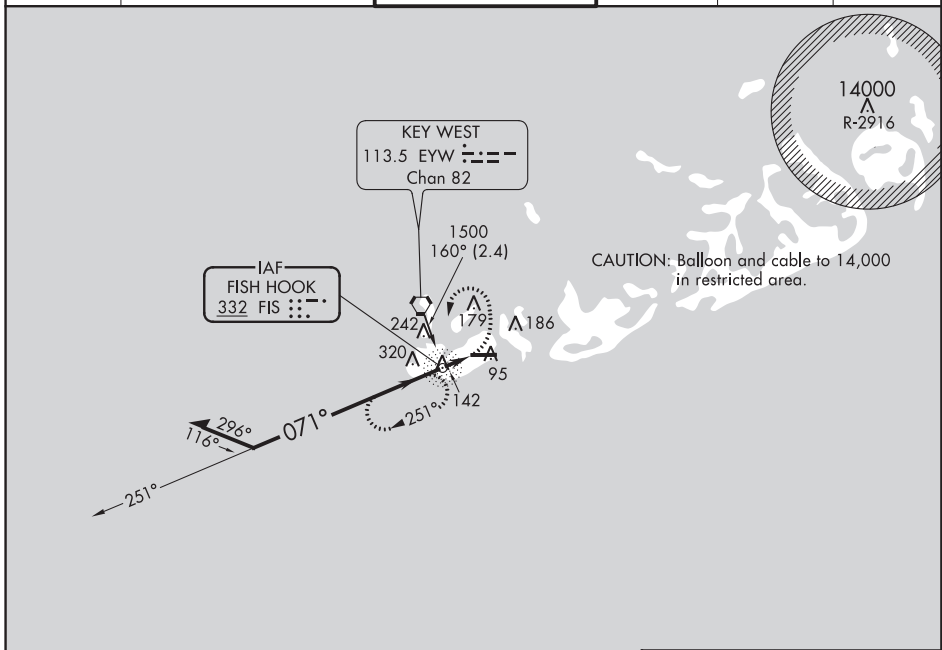 14000
R-2916
KEY WEST
113.5 EYW
Chan 82
1500
160° (2.4)
CAUTION: Balloon and cable to 14,000
in restricted area.
IAF
FISH HOOK
332 FIS
242
179
186
320
95
142
251°
071°
296°
116°
251°